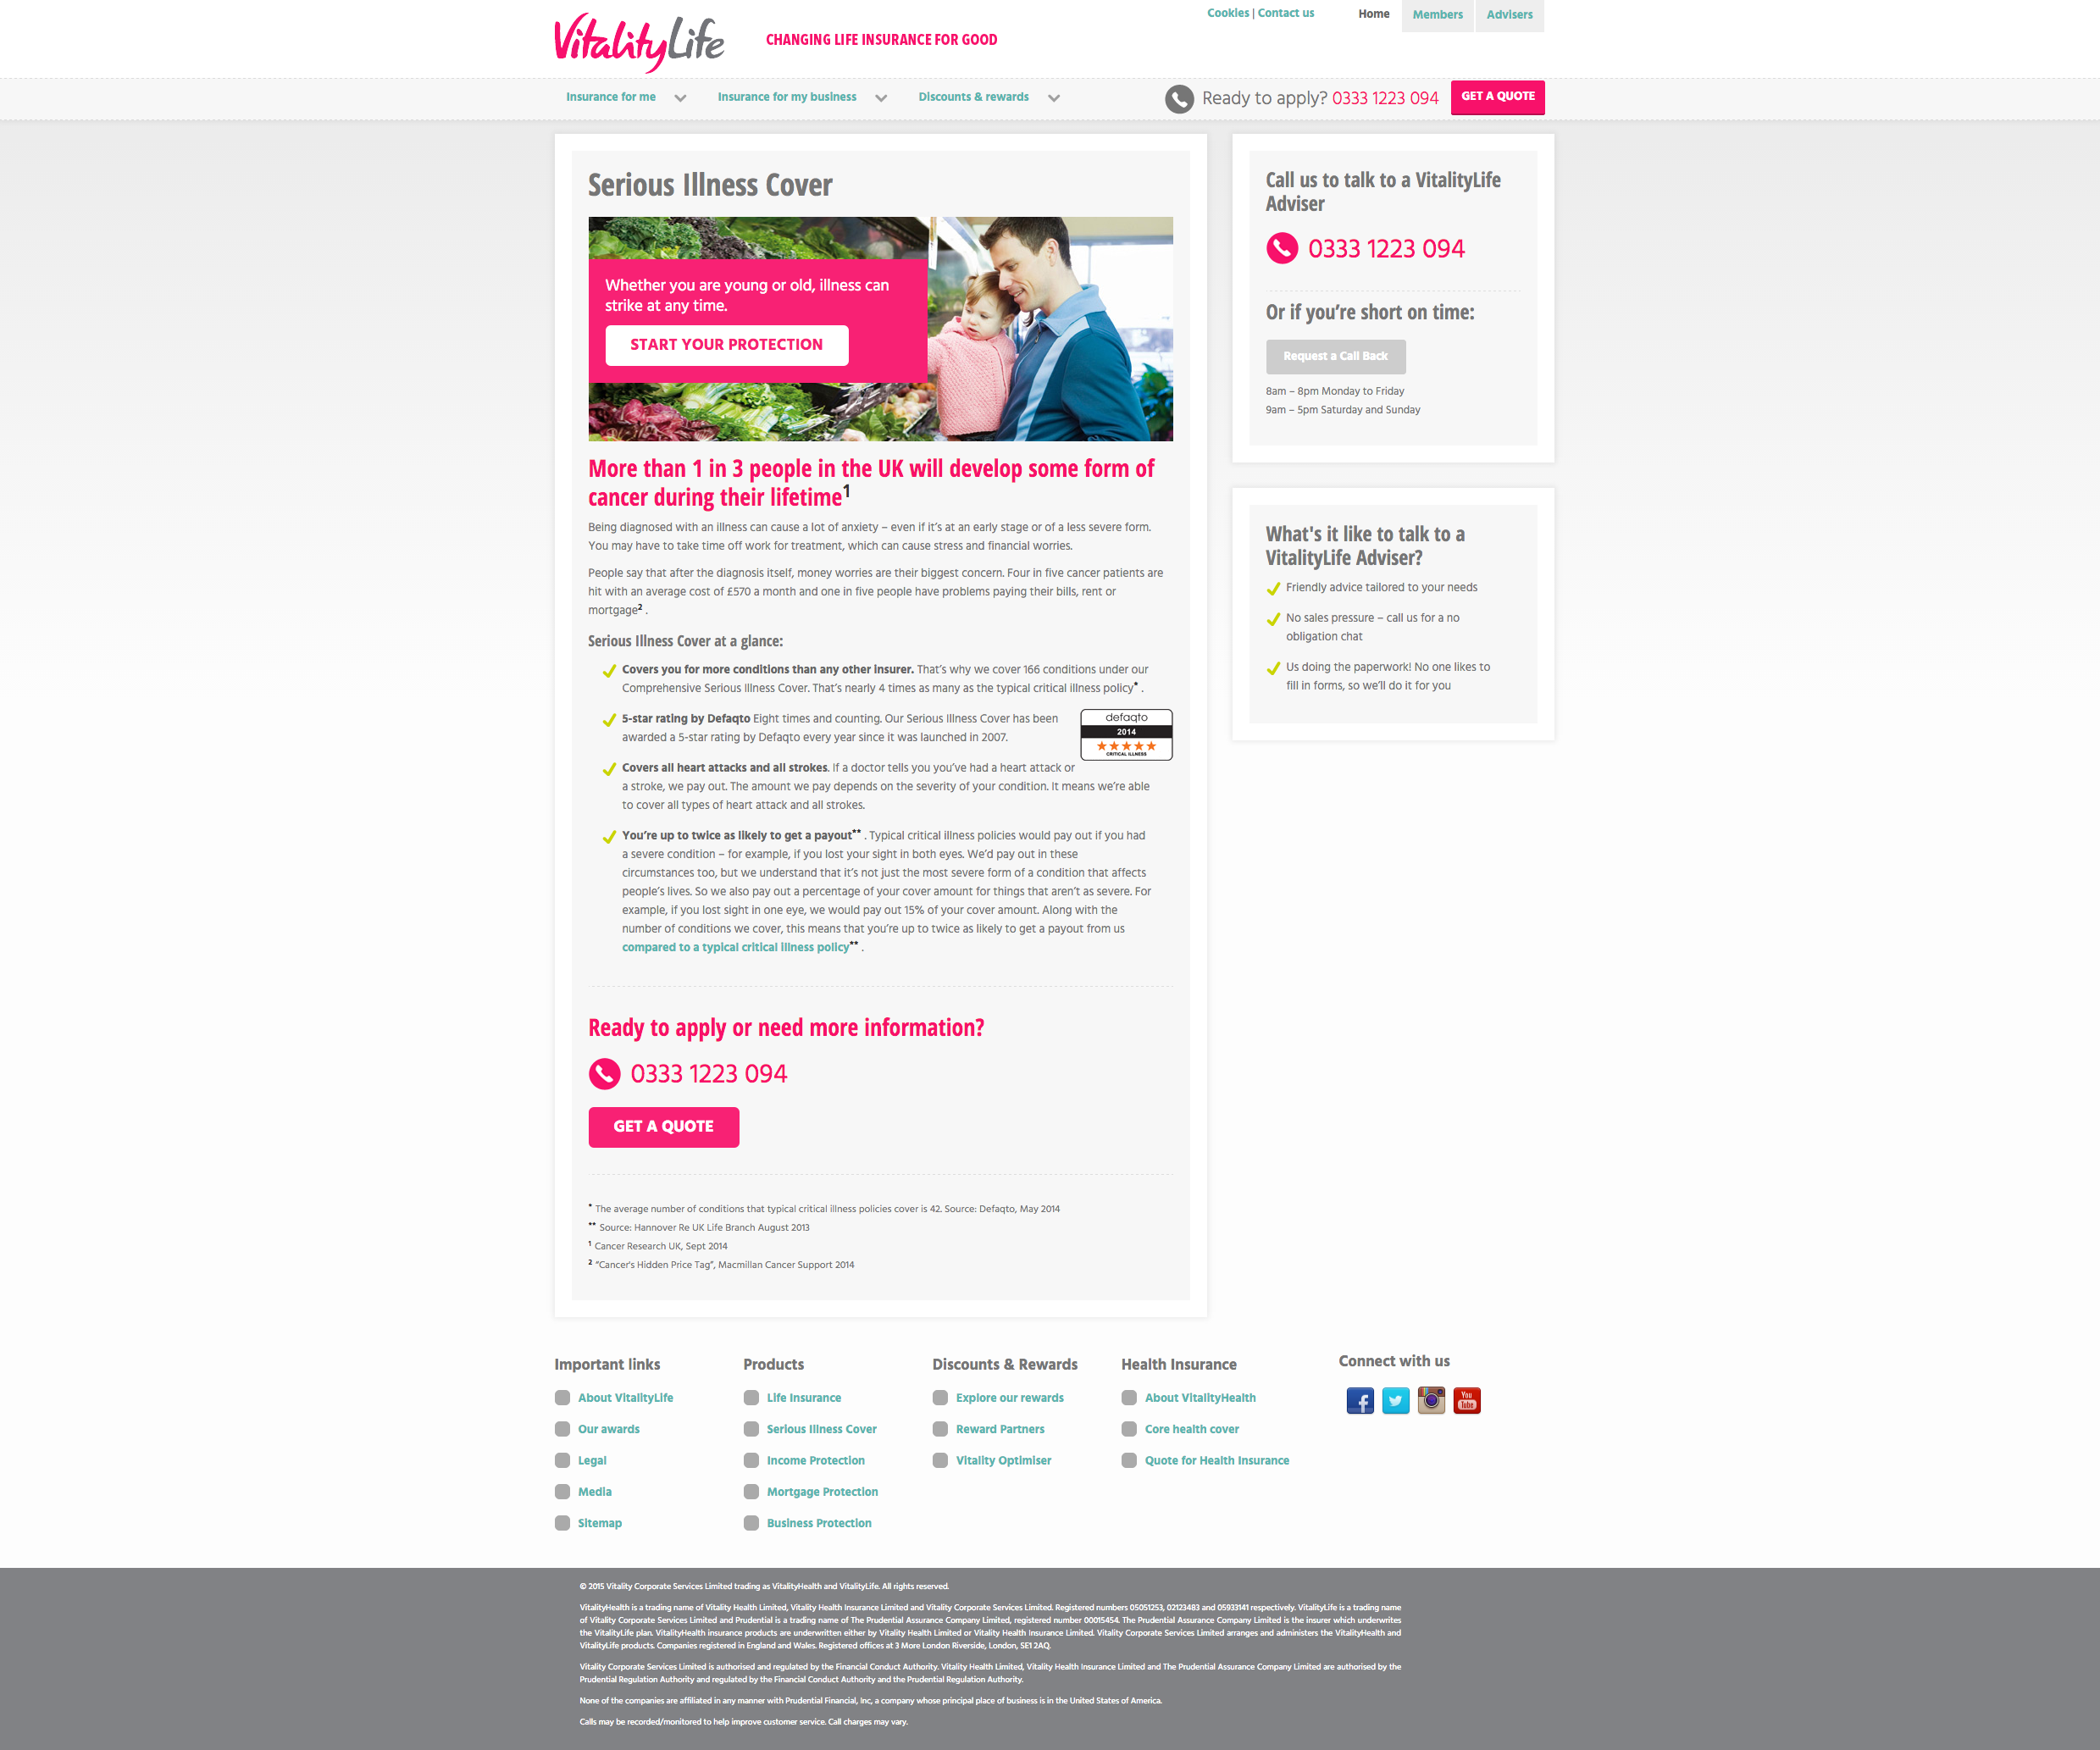 VitalityLife
CHANGING LIFE INSURANCE FOR GOOD
Cookies | Contact us
Home
Members
Advisers
Insurance for me
Insurance for my business
Discounts & rewards
Ready to apply? 0333 1223 094
GET A QUOTE
Serious Illness Cover
Whether you are young or old, illness can
strike at any time.
START YOUR PROTECTION
More than 1 in 3 people in the UK will develop some form of
cancer during their lifetime1
Being diagnosed with an illness can cause a lot of anxiety – even if it's at an early stage or of a less severe form.
You may have to take time off work for treatment, which can cause stress and financial worries.
People say that after the diagnosis itself, money worries are their biggest concern. Four in five cancer patients are
hit with an average cost of £570 a month and one in five people have problems paying their bills, rent or
mortgage2 .
Serious Illness Cover at a glance:
Covers you for more conditions than any other insurer. That's why we cover 166 conditions under our
Comprehensive Serious Illness Cover. That's nearly 4 times as many as the typical critical illness policy* .
5-star rating by Defaqto Eight times and counting. Our Serious Illness Cover has been
awarded a 5-star rating by Defaqto every year since it was launched in 2007.
defaqto
2014
CRITICAL ILLNESS
Covers all heart attacks and all strokes. If a doctor tells you you've had a heart attack or
a stroke, we pay out. The amount we pay depends on the severity of your condition. It means we're able
to cover all types of heart attack and all strokes.
You're up to twice as likely to get a payout** . Typical critical illness policies would pay out if you had
a severe condition – for example, if you lost your sight in both eyes. We'd pay out in these
circumstances too, but we understand that it's not just the most severe form of a condition that affects
people's lives. So we also pay out a percentage of your cover amount for things that aren't as severe. For
example, if you lost sight in one eye, we would pay out 15% of your cover amount. Along with the
number of conditions we cover, this means that you're up to twice as likely to get a payout from us
compared to a typical critical illness policy** .
Ready to apply or need more information?
0333 1223 094
GET A QUOTE
* The average number of conditions that typical critical illness policies cover is 42. Source: Defaqto, May 2014
** Source: Hannover Re UK Life Branch August 2013
1 Cancer Research UK, Sept 2014
2 "Cancer's Hidden Price Tag", Macmillan Cancer Support 2014
Call us to talk to a VitalityLife
Adviser
0333 1223 094
Or if you're short on time:
Request a Call Back
8am – 8pm Monday to Friday
9am – 5pm Saturday and Sunday
What's it like to talk to a
VitalityLife Adviser?
Friendly advice tailored to your needs
No sales pressure – call us for a no
obligation chat
Us doing the paperwork! No one likes to
fill in forms, so we'll do it for you
Important links
About VitalityLife
Our awards
Legal
Media
Sitemap
Products
Life Insurance
Serious Illness Cover
Income Protection
Mortgage Protection
Business Protection
Discounts & Rewards
Explore our rewards
Reward Partners
Vitality Optimiser
Health Insurance
About VitalityHealth
Core health cover
Quote for Health Insurance
Connect with us
You
Tube
© 2015 Vitality Corporate Services Limited trading as VitalityHealth and VitalityLife. All rights reserved.
VitalityHealth is a trading name of Vitality Health Limited, Vitality Health Insurance Limited and Vitality Corporate Services Limited. Registered numbers 05051253, 02123483 and 05933141 respectively. VitalityLife is a trading name
of Vitality Corporate Services Limited and Prudential is a trading name of The Prudential Assurance Company Limited, registered number 00015454. The Prudential Assurance Company Limited is the insurer which underwrites
the VitalityLife plan. VitalityHealth insurance products are underwritten either by Vitality Health Limited or Vitality Health Insurance Limited. Vitality Corporate Services Limited arranges and administers the VitalityHealth and
VitalityLife products. Companies registered in England and Wales. Registered offices at 3 More London Riverside, London, SE1 2AQ.
Vitality Corporate Services Limited is authorised and regulated by the Financial Conduct Authority. Vitality Health Limited, Vitality Health Insurance Limited and The Prudential Assurance Company Limited are authorised by the
Prudential Regulation Authority and regulated by the Financial Conduct Authority and the Prudential Regulation Authority.
None of the companies are affiliated in any manner with Prudential Financial, Inc, a company whose principal place of business is in the United States of America.
Calls may be recorded/monitored to help improve customer service. Call charges may vary.